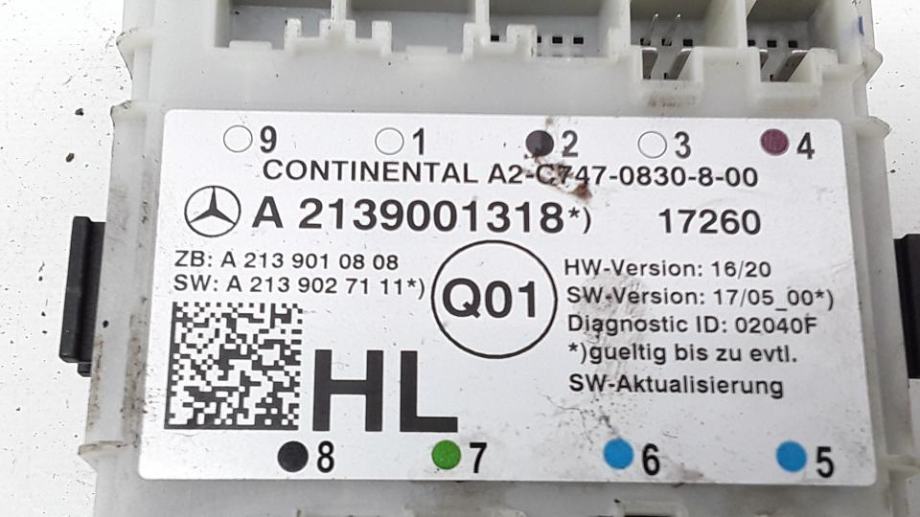 9 1 2 3 4
CONTINENTAL A2-C747-0830-8-00
A 2139001318*) 17260
ZB: A 213 901 08 08
SW: A 213 902 71 11*)
Q01
HW-Version: 16/20
SW-Version: 17/05_00*)
Diagnostic ID: 02040F
*)gueltig bis zu evtl.
SW-Aktualisierung
HL
8 7 6 5